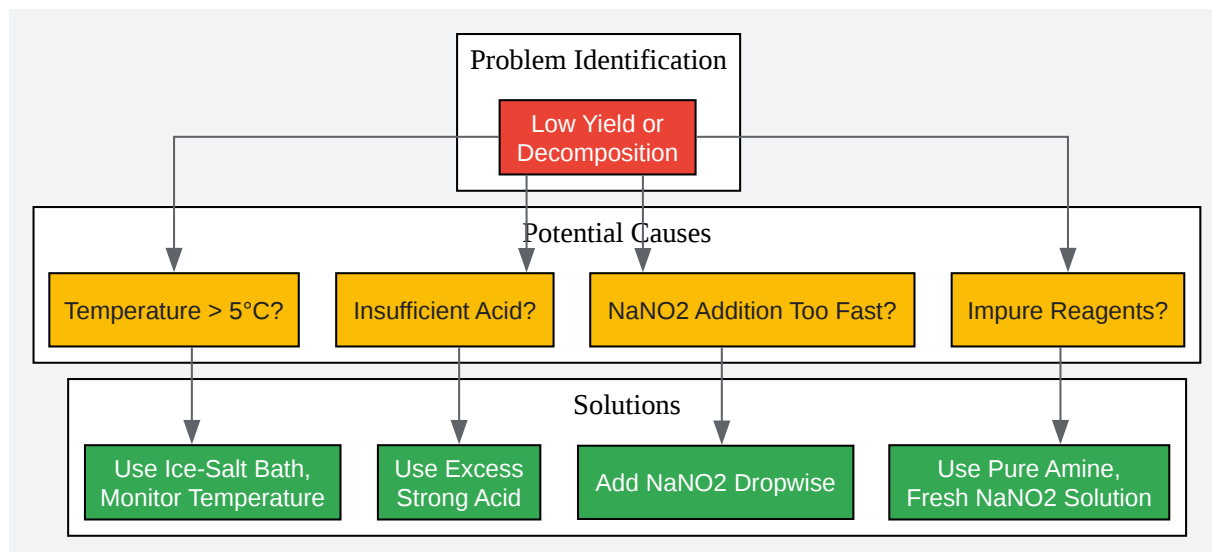 Problem Identification
Low Yield or
Decomposition
Potential Causes
Temperature > 5°C?
Insufficient Acid?
NaNO2 Addition Too Fast?
Impure Reagents?
Solutions
Use Ice-Salt Bath,
Monitor Temperature
Use Excess
Strong Acid
Add NaNO2 Dropwise
Use Pure Amine,
Fresh NaNO2 Solution